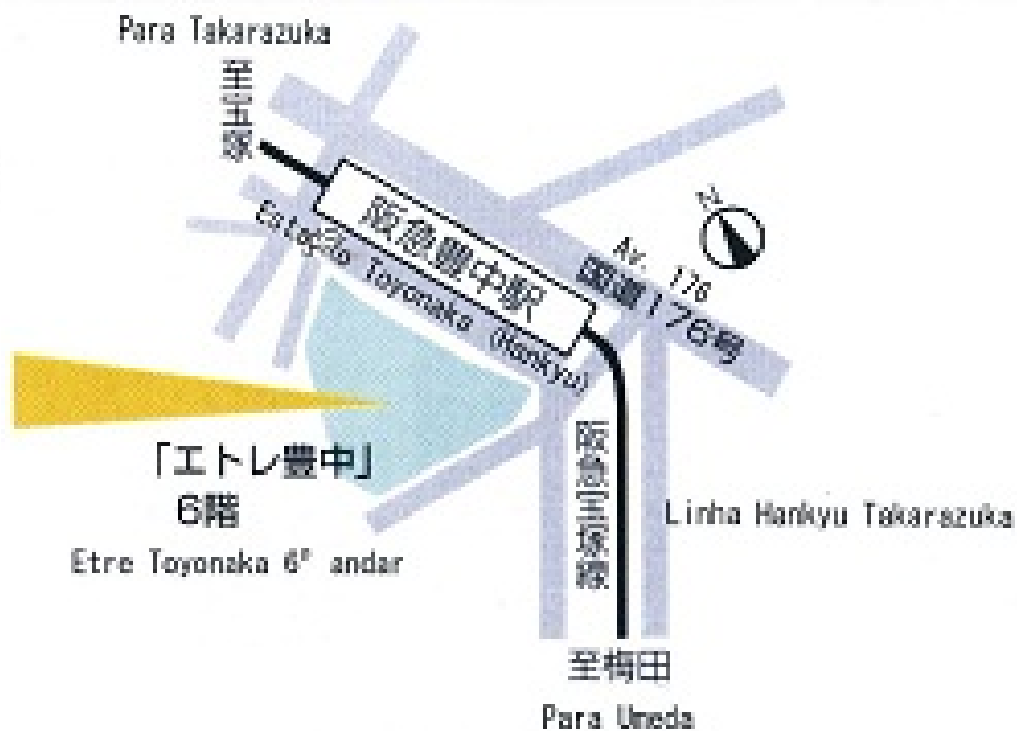 Para Takarazuka
至宝塚
阪急豊中駅
Estação Toyonaka (Hankyu)
Av. 176
国道176号
「エトレ豊中」
6階
Etre Toyonaka 6º andar
阪急宝塚線
Linha Hankyu Takarazuka
至梅田
Para Umeda
N